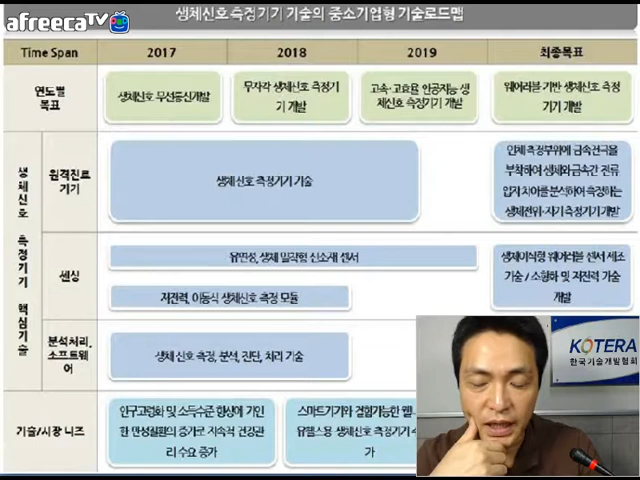 생체신호 측정기기 기술의 중소기업형 기술로드맵
afreecaTV
Time Span
2017
2018
2019
최종목표
연도별
목표
생체신호 무선통신개발
무자각 생체신호 측정기
기 개발
고속·고효율 인공지능 생
체신호 측정기기 개발
웨어러블 기반 생체신호 측정
기기 개발
생체신호 측정기기 핵심기술
원격진료
기기
생체 신호 측정기기 기술
인체 측정부위에 금속전극을
부착하여 생체와 금속간 전류
위치 차이를 분석하여 측정하는
생체전위·자기 측정기기 개발
센싱
유연성, 생체 밀착형 신소재 센서
저전력, 이동식 생체신호 측정 모듈
생체이식형 웨어러블 센서 제조
기술 / 소형화 및 저전력 기술
개발
분석처리,
소프트웨
어
생체 신호 측정, 분석, 진단, 처리 기술
기술/시장 니즈
인구고령화 및 소득수준 향상에 기인
한 만성질환의 증가로 지속적 건강관
리 수요 증가
스마트기기와 결합가능한 웰
유헬스용 생체신호 측정기기 수
가
KOTERA
한국기술개발협회